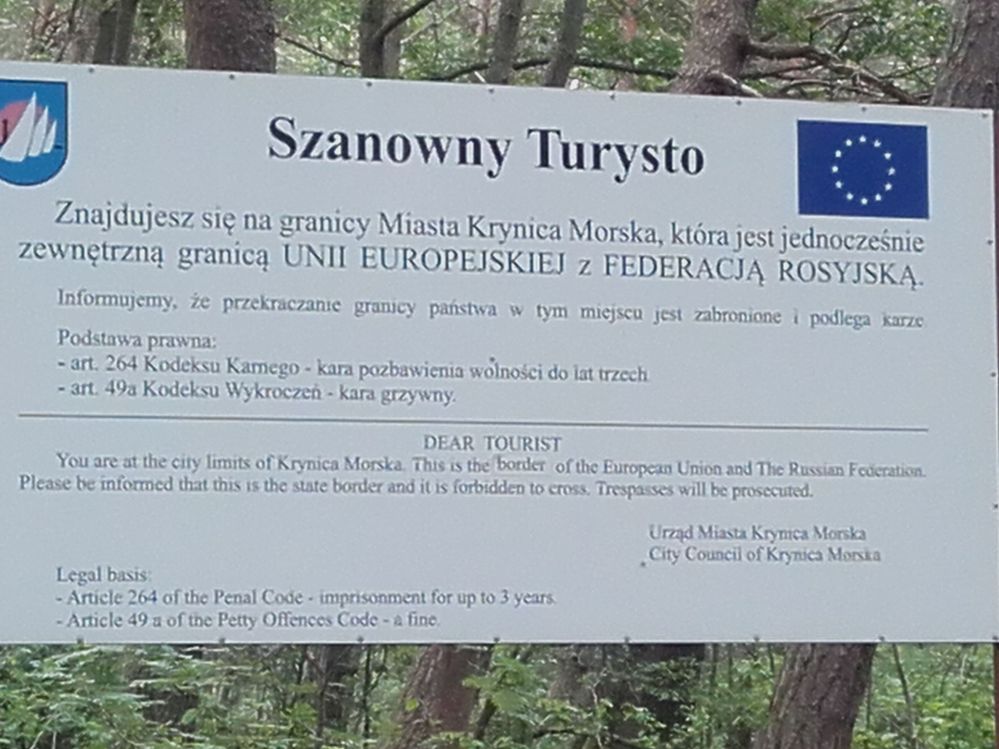 Szanowny Turysto
Znajdujesz się na granicy Miasta Krynica Morska, która jest jednocześnie
zewnętrzną granicą UNII EUROPEJSKIEJ z FEDERACJĄ ROSYJSKĄ.
Informujemy, że przekraczanie granicy państwa w tym miejscu jest zabronione i podlega karze
Podstawa prawna:
- art. 264 Kodeksu Karnego - kara pozbawienia wolności do lat trzech
- art. 49a Kodeksu Wykroczeń - kara grzywny.
DEAR TOURIST
You are at the city limits of Krynica Morska. This is the border of the European Union and The Russian Federation.
Please be informed that this is the state border and it is forbidden to cross. Trespasses will be prosecuted.
Urząd Miasta Krynica Morska
City Council of Krynica Morska
Legal basis:
- Article 264 of the Penal Code - imprisonment for up to 3 years.
- Article 49 a of the Petty Offences Code - a fine.